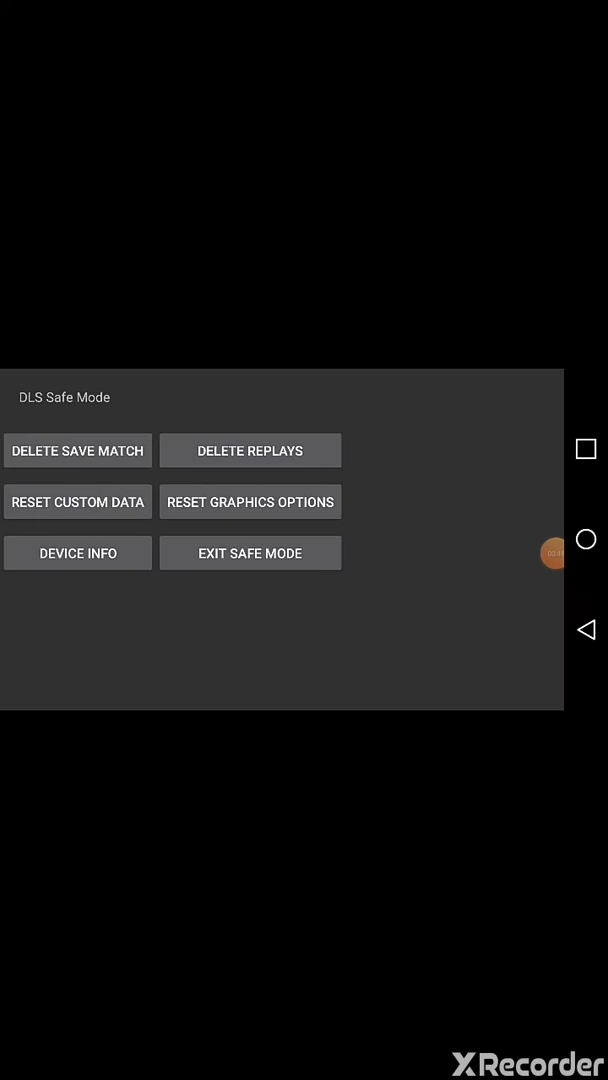 DLS Safe Mode
DELETE SAVE MATCH
DELETE REPLAYS
RESET CUSTOM DATA
RESET GRAPHICS OPTIONS
DEVICE INFO
EXIT SAFE MODE
XRecorder